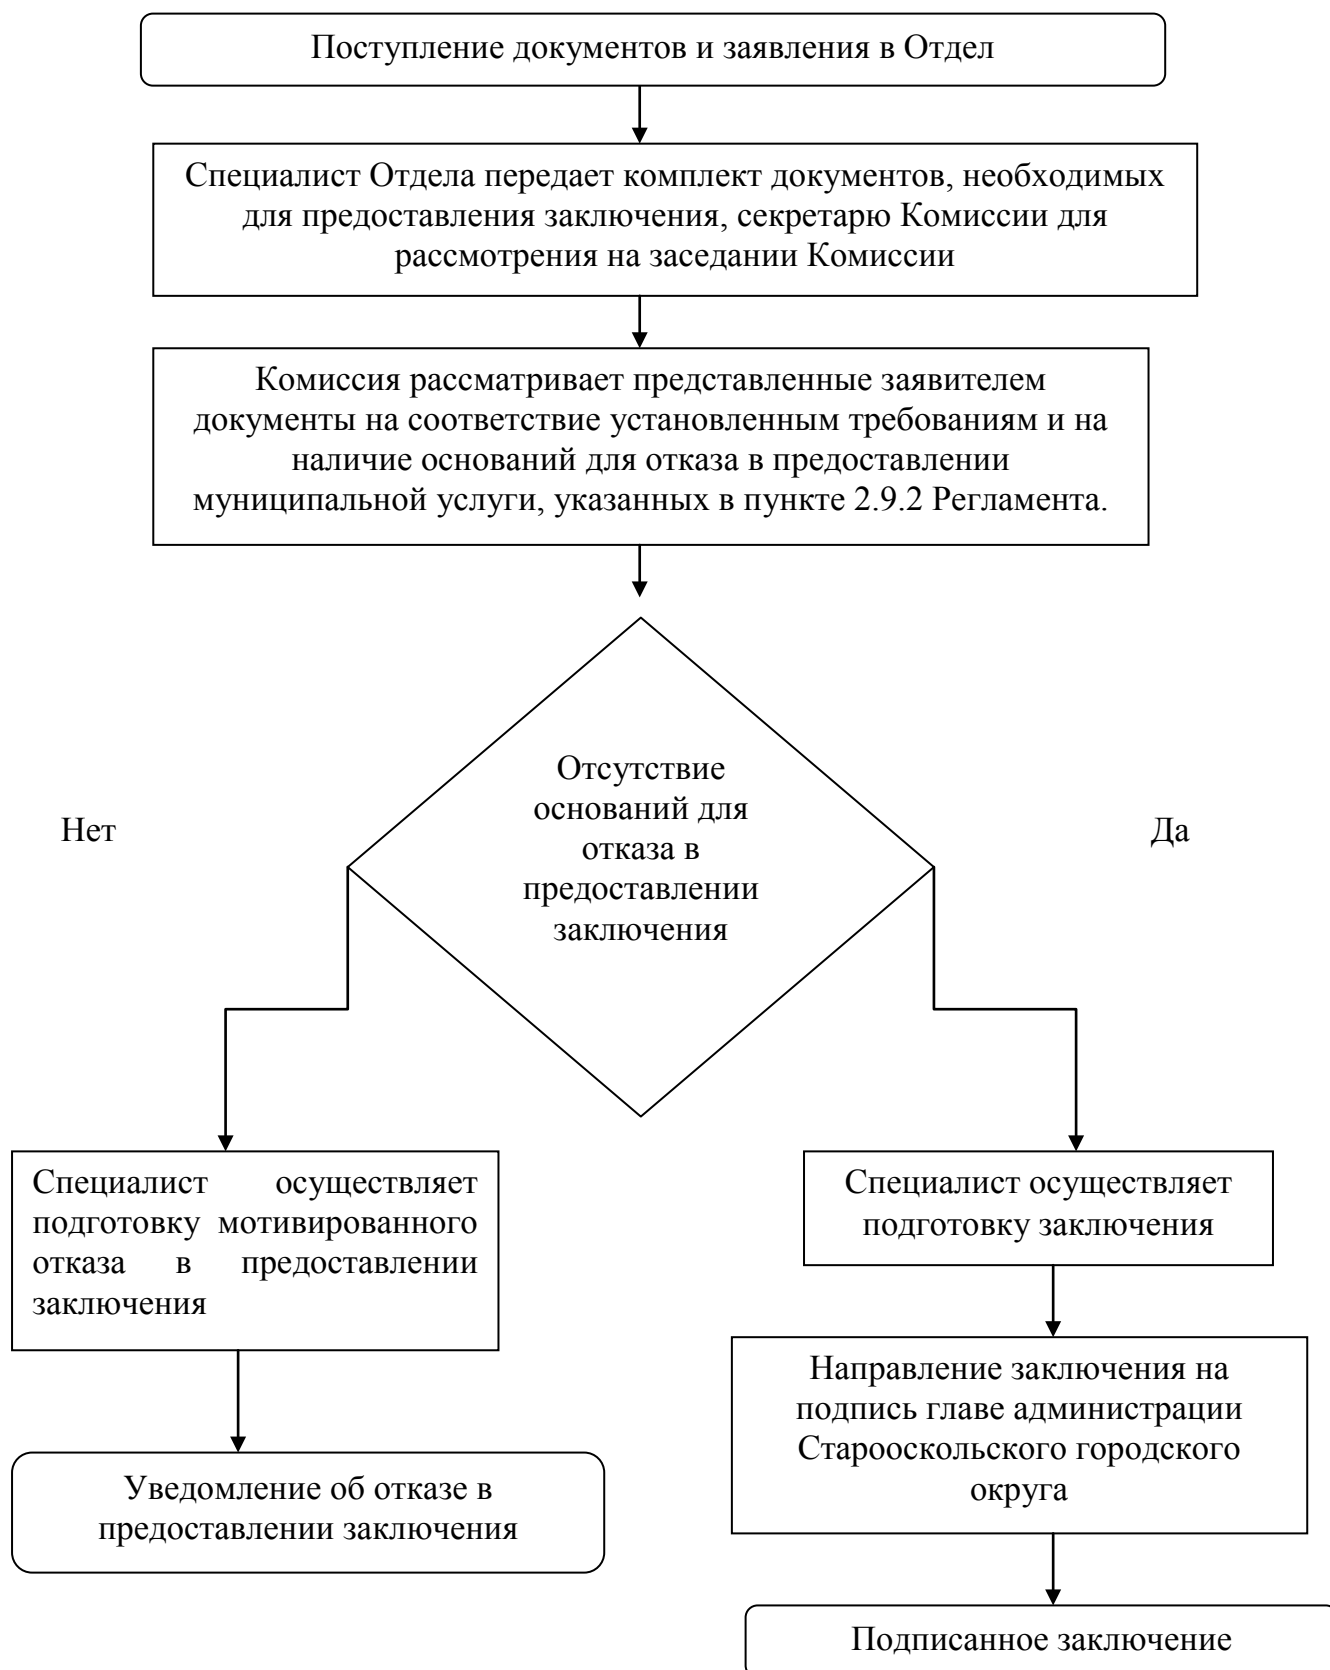 Поступление документов и заявления в Отдел
Специалист Отдела передает комплект документов, необходимых
для предоставления заключения, секретарю Комиссии для
рассмотрения на заседании Комиссии
Комиссия рассматривает представленные заявителем
документы на соответствие установленным требованиям и на
наличие оснований для отказа в предоставлении
муниципальной услуги, указанных в пункте 2.9.2 Регламента.
Отсутствие
оснований для
отказа в
предоставлении
заключения
Нет
Да
Специалист осуществляет
подготовку мотивированного
отказа в предоставлении
заключения
Специалист осуществляет
подготовку заключения
Направление заключения на
подпись главе администрации
Старооскольского городского
округа
Уведомление об отказе в
предоставлении заключения
Подписанное заключение